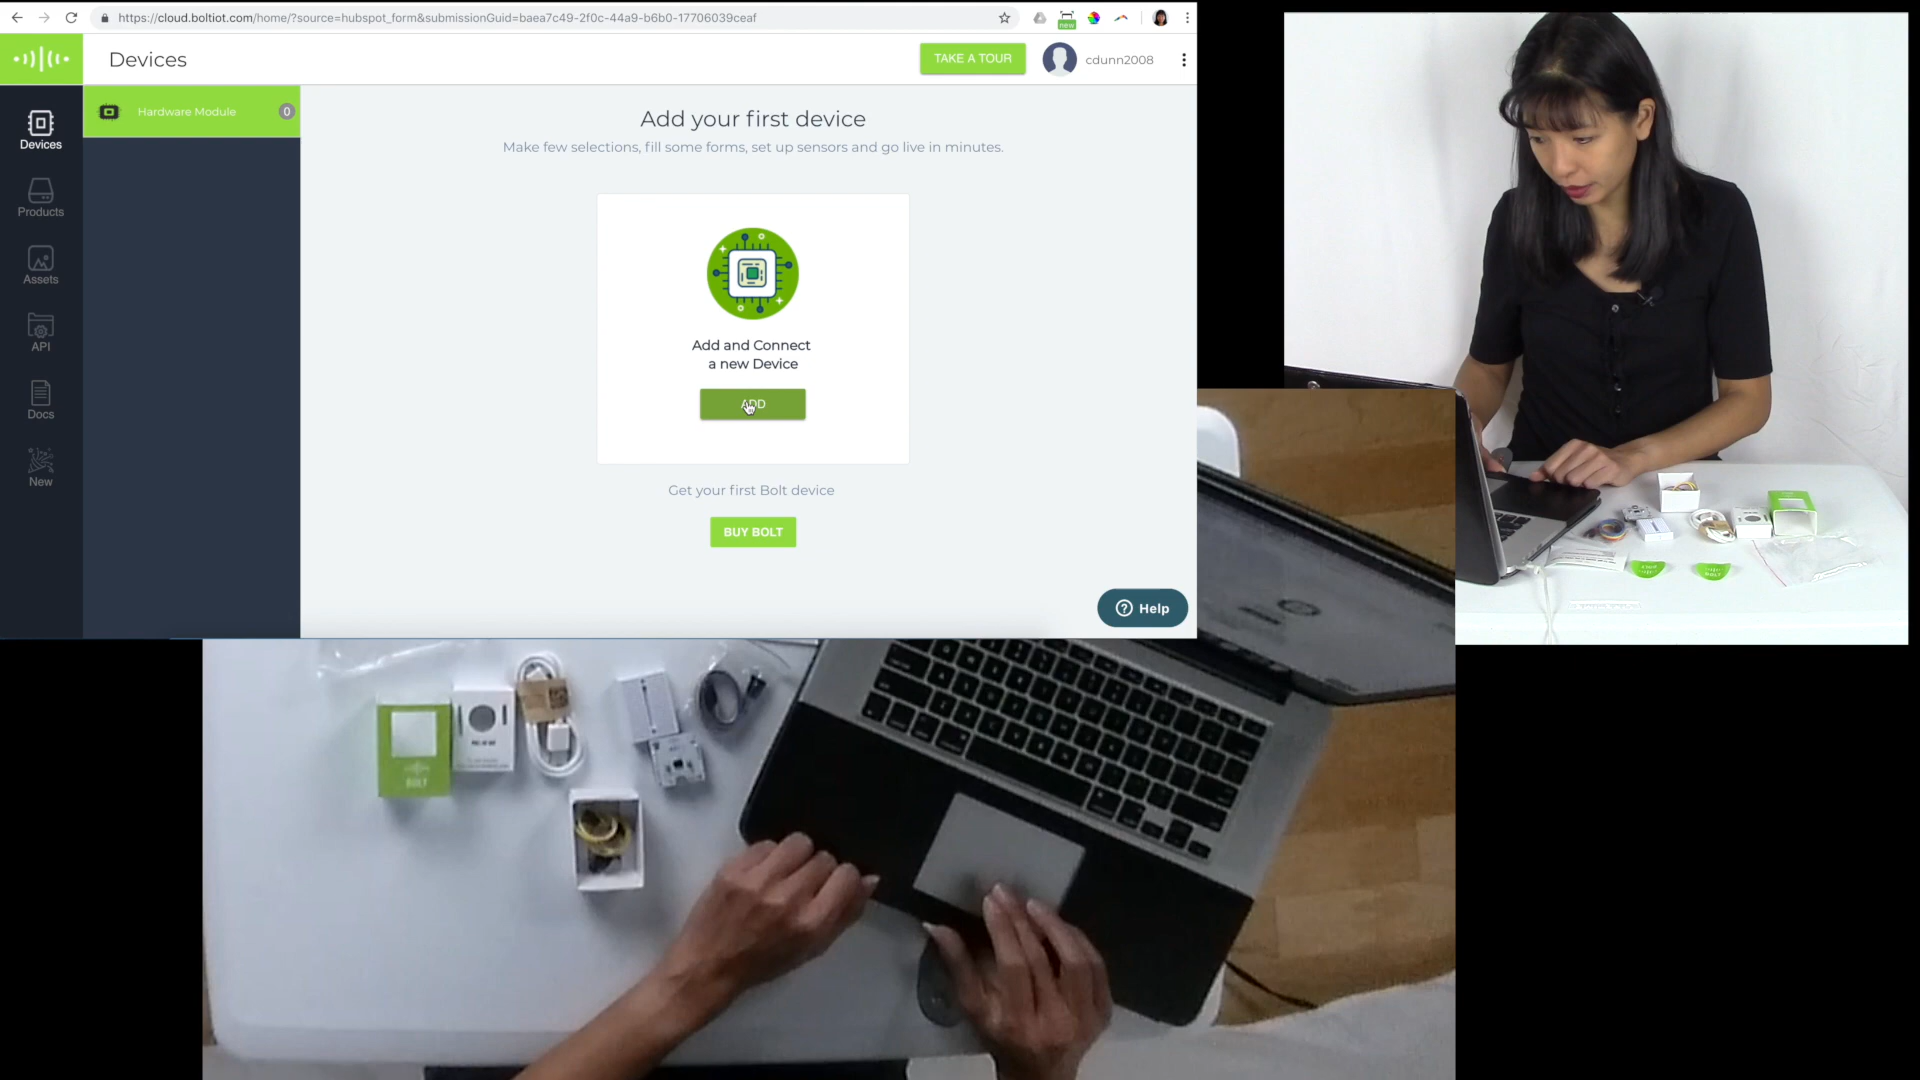 https://cloud.boltiot.com/home/?source=hubspot_form&submissionGuid=baea7c49-2f0c-44a9-b6b0-17706039ceaf
new
Devices
TAKE A TOUR
cdunn2008
Hardware Module
0
Devices
Products
Assets
API
Docs
New
Add your first device
Make few selections, fill some forms, set up sensors and go live in minutes.
Add and Connect
a new Device
ADD
Get your first Bolt device
BUY BOLT
Help
BOLT